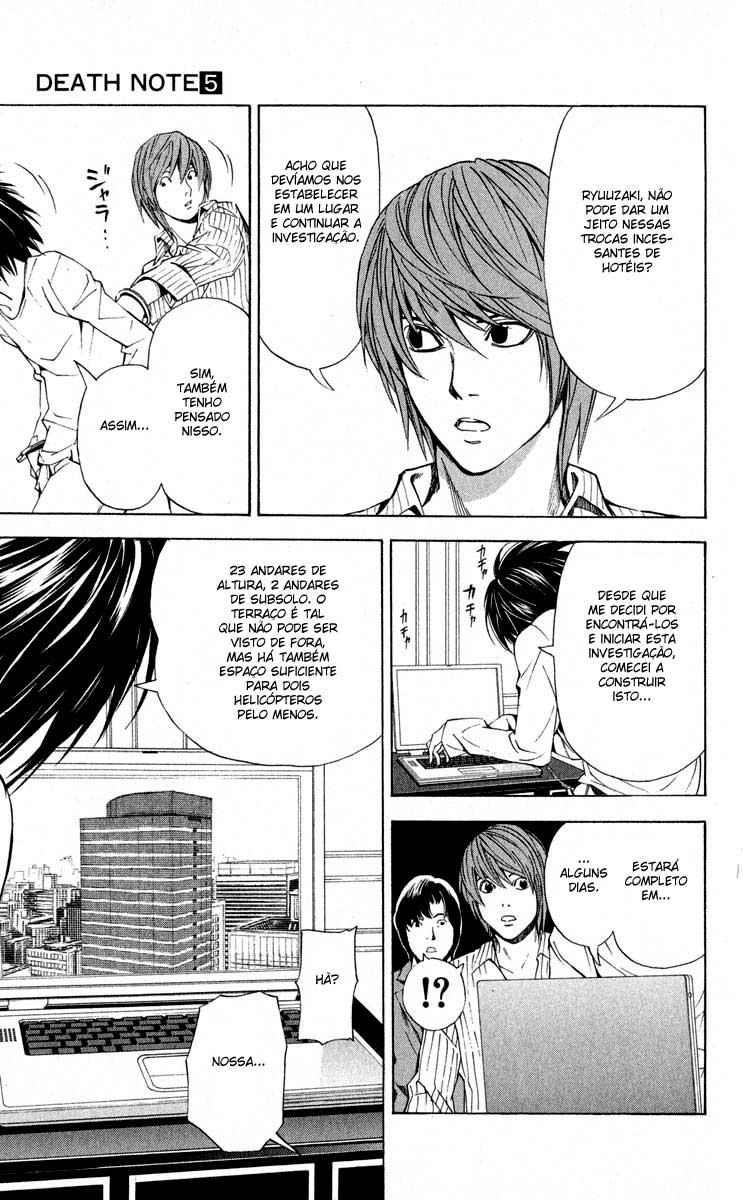 DEATH NOTE 5
RYUUZAKI, NÃO
PODE DAR UM
JEITO NESSAS
TROCAS INCES-
SANTES DE
HOTÉIS?
ACHO QUE
DEVÍAMOS NOS
ESTABELECER
EM UM LUGAR
E CONTINUAR A
INVESTIGAÇÃO.
ジャラ…
SIM,
TAMBÉM
TENHO
PENSADO
NISSO.
ASSIM...
DESDE QUE
ME DECIDI POR
ENCONTRÁ-LOS
E INICIAR ESTA
INVESTIGAÇÃO,
COMECEI A
CONSTRUIR
ISTO...
カチャ
カチャ
カチャ
23 ANDARES DE
ALTURA, 2 ANDARES
DE SUBSOLO. O
TERRAÇO É TAL
QUE NÃO PODE SER
VISTO DE FORA,
MAS HÁ TAMBÉM
ESPAÇO SUFICIENTE
PARA DOIS
HELICÓPTEROS
PELO MENOS.
HÃ?
NOSSA...
ESTARÁ
COMPLETO
EM...
...
ALGUNS
DIAS.
!?